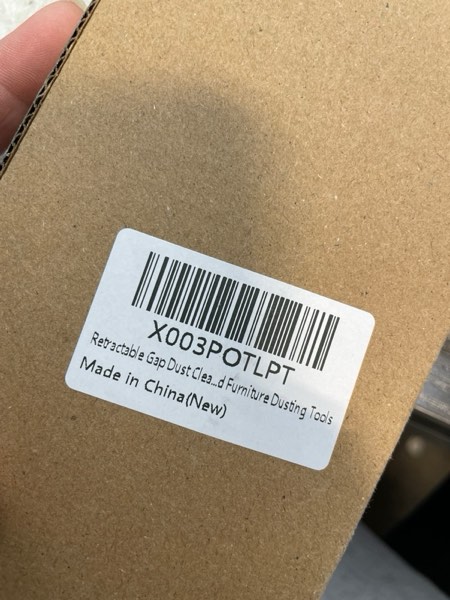 X003POTLPT
Retractable Gap Dust Clea...d Furniture Dusting Tools
Made in China(New)